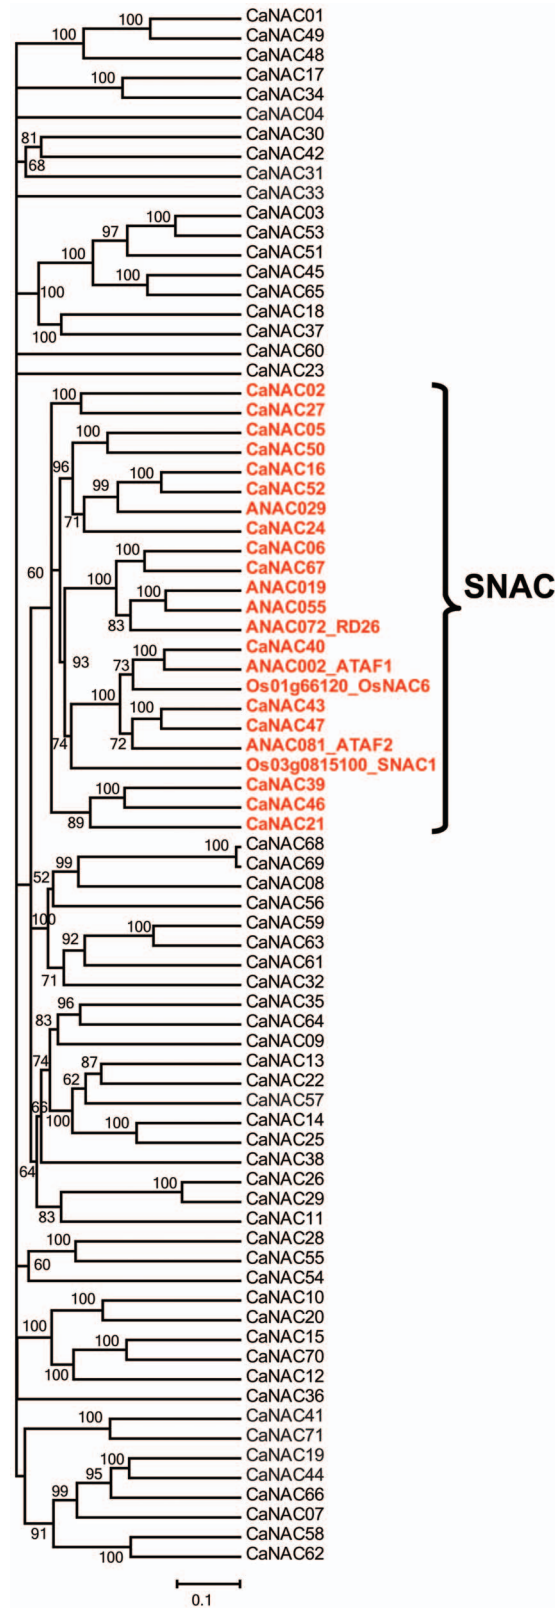 CaNAC01
100
100
CaNAC49
CaNAC48
CaNAC17
100
CaNAC34
CaNAC04
CaNAC30
81
CaNAC42
68
CaNAC31
CaNAC33
CaNAC03
100
97
CaNAC53
100
CaNAC51
CaNAC45
100
CaNAC65
100
CaNAC18
100
CaNAC37
CaNAC60
CaNAC23
CaNAC02
100
CaNAC27
CaNAC05
100
CaNAC50
96
CaNAC16
100
99
CaNAC52
71
ANAC029
CaNAC24
CaNAC06
100
60
100
CaNAC67
SNAC
ANAC019
100
ANAC055
83
ANAC072_RD26
CaNAC40
93
73
100
ANAC002_ATAF1
100
Os01g66120_OsNAC6
CaNAC43
100
CaNAC47
74
72
ANAC081_ATAF2
Os03g0815100_SNAC1
CaNAC39
100
CaNAC46
89
CaNAC21
100
CaNAC68
99
CaNAC69
52
CaNAC08
CaNAC56
100
CaNAC59
100
92
CaNAC63
CaNAC61
71
CaNAC32
CaNAC35
96
83
CaNAC64
CaNAC09
74
87
CaNAC13
62
CaNAC22
66
CaNAC57
100
CaNAC14
100
CaNAC25
64
CaNAC38
CaNAC26
100
CaNAC29
83
CaNAC11
CaNAC28
100
CaNAC55
60
CaNAC54
CaNAC10
100
CaNAC20
100
CaNAC15
100
CaNAC70
100
CaNAC12
CaNAC36
CaNAC41
100
CaNAC71
CaNAC19
100
95
CaNAC44
99
CaNAC66
CaNAC07
91
CaNAC58
100
CaNAC62
0.1